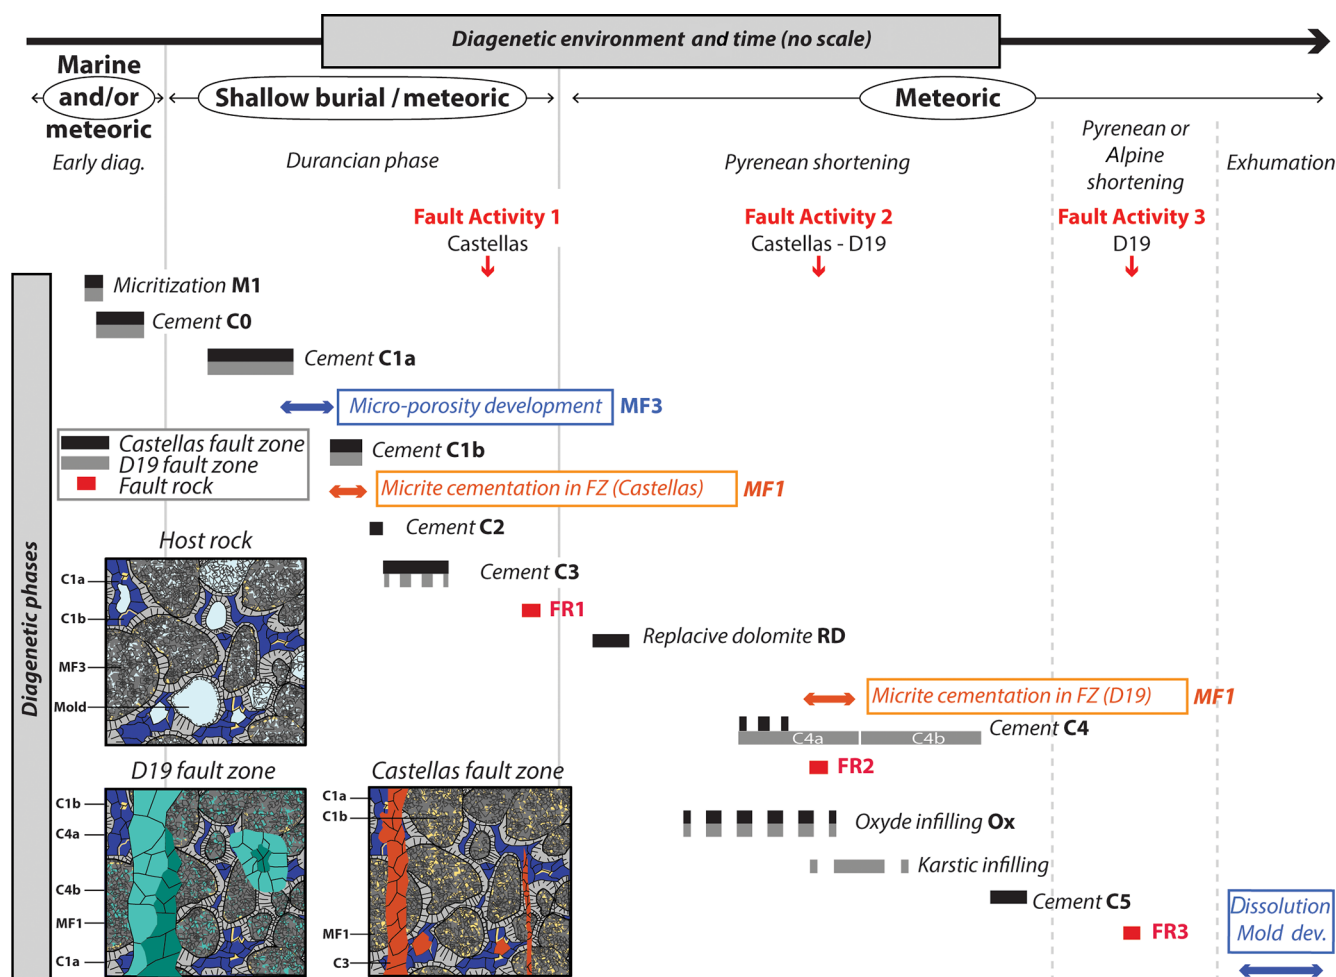 Diagenetic environment and time (no scale)
Marine
and/or
meteoric
Shallow burial / meteoric
Meteoric
Early diag.
Durancian phase
Pyrenean shortening
Pyrenean or
Alpine
shortening
Exhumation
Fault Activity 1
Castellas
Fault Activity 2
Castellas - D19
Fault Activity 3
D19
Diagenetic phases
Micritization M1
Cement C0
Cement C1a
Micro-porosity development MF3
Castellas fault zone
D19 fault zone
Fault rock
Cement C1b
Micrite cementation in FZ (Castellas) MF1
Cement C2
Cement C3
FR1
Replacive dolomite RD
Micrite cementation in FZ (D19) MF1
Cement C4
C4a
C4b
FR2
Oxyde infilling Ox
Karstic infilling
Cement C5
FR3
Dissolution
Mold dev.
Host rock
C1a
C1b
MF3
Mold
D19 fault zone
C1b
C4a
C4b
MF1
C1a
Castellas fault zone
C1a
C1b
MF1
C3